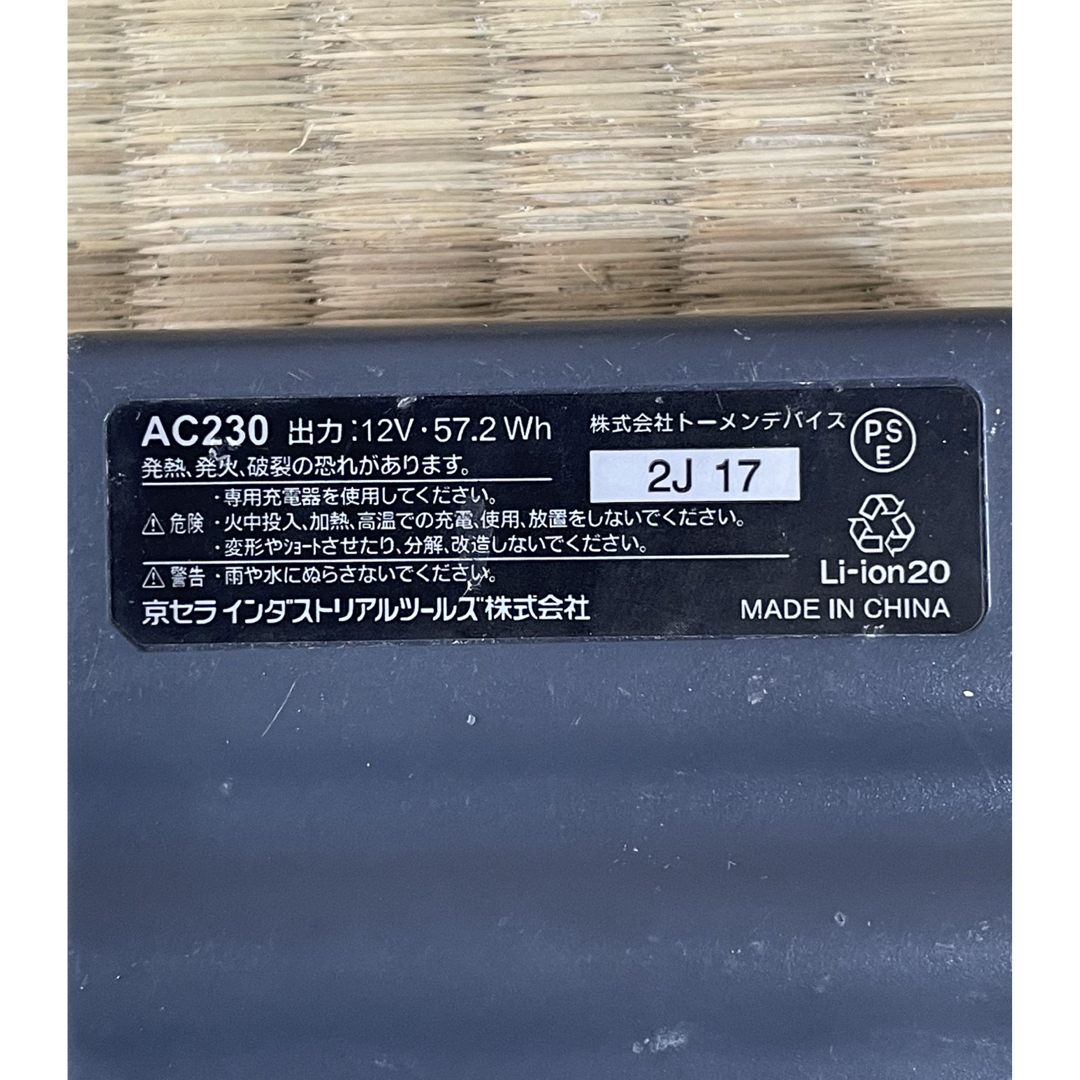 AC230 出力:12V・57.2 Wh
発熱、発火、破裂の恐れがあります。
株式会社トーメンデバイス
PSE
2J 17
・専用充電器を使用してください。
⚠危険 ・火中投入、加熱、高温での充電、使用、放置をしないでください。
・変形やショートさせたり、分解、改造しないでください。
⚠警告 ・雨や水にぬらさないでください。
京セラ インダストリアルツールズ株式会社
Li-ion20
MADE IN CHINA